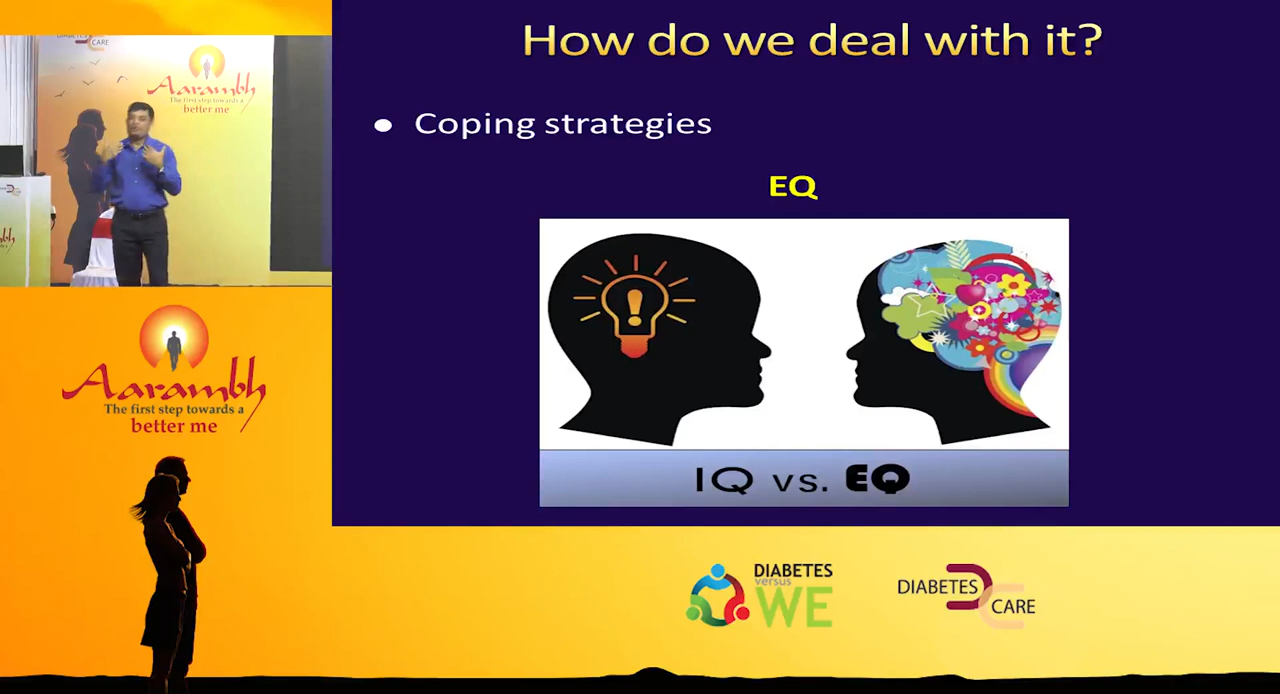 How do we deal with it?
Coping strategies
EQ
IQ vs. EQ
CARE
Aarambh
The first step towards a
better me
Aarambh
The first step towards a
better me
DIABETES
versus
WE
DIABETES
CARE